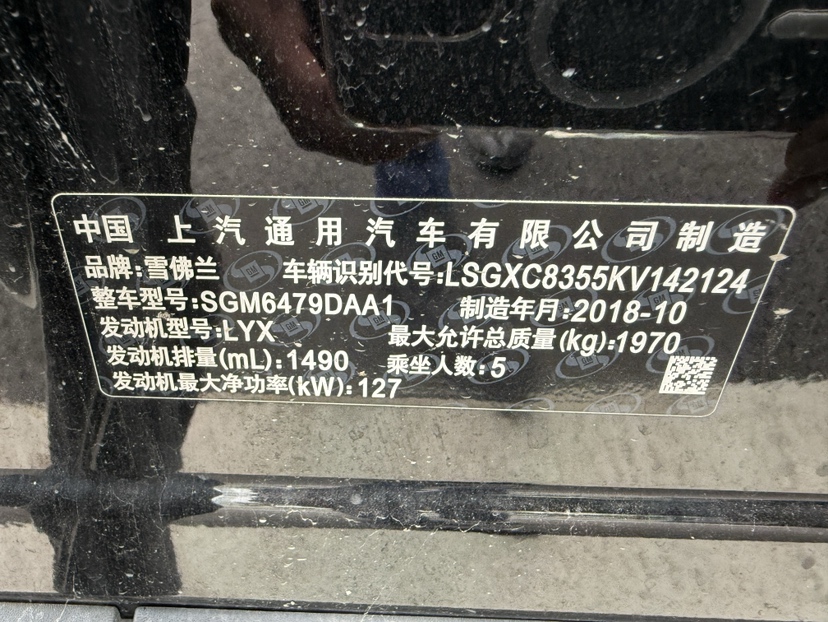 中国 上汽通用汽车有限公司制造
品牌:雪佛兰 车辆识别代号:LSGXC8355KV142124
整车型号:SGM6479DAA1 制造年月:2018-10
发动机型号:LYX 最大允许总质量(kg):1970
发动机排量(mL):1490 乘坐人数:5
发动机最大净功率(kW):127